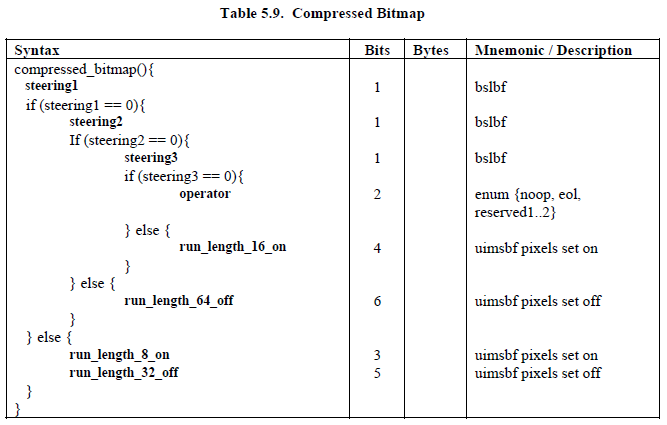 Table 5.9. Compressed Bitmap
Syntax Bits Bytes Mnemonic / Description
compressed_bitmap(){
steering1 1 bslbf
if (steering1 == 0){
steering2 1 bslbf
If (steering2 == 0){
steering3 1 bslbf
if (steering3 == 0){
operator 2 enum {noop, eol,
reserved1..2}
} else {
run_length_16_on 4 uimsbf pixels set on
}
} else {
run_length_64_off 6 uimsbf pixels set off
}
} else {
run_length_8_on 3 uimsbf pixels set on
run_length_32_off 5 uimsbf pixels set off
}
}